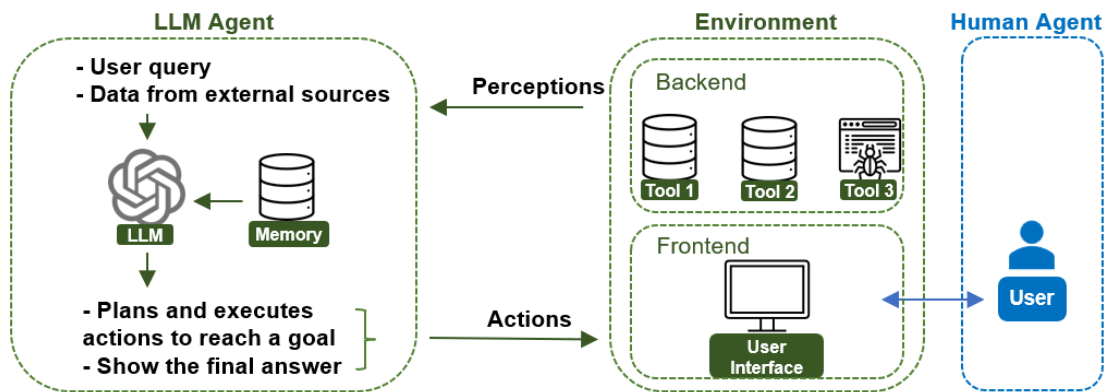 LLM Agent
- User query
- Data from external sources
LLM
Memory
- Plans and executes
actions to reach a goal
- Show the final answer
Perceptions
Actions
Environment
Backend
Tool 1
Tool 2
Tool 3
Frontend
User
Interface
Human Agent
User